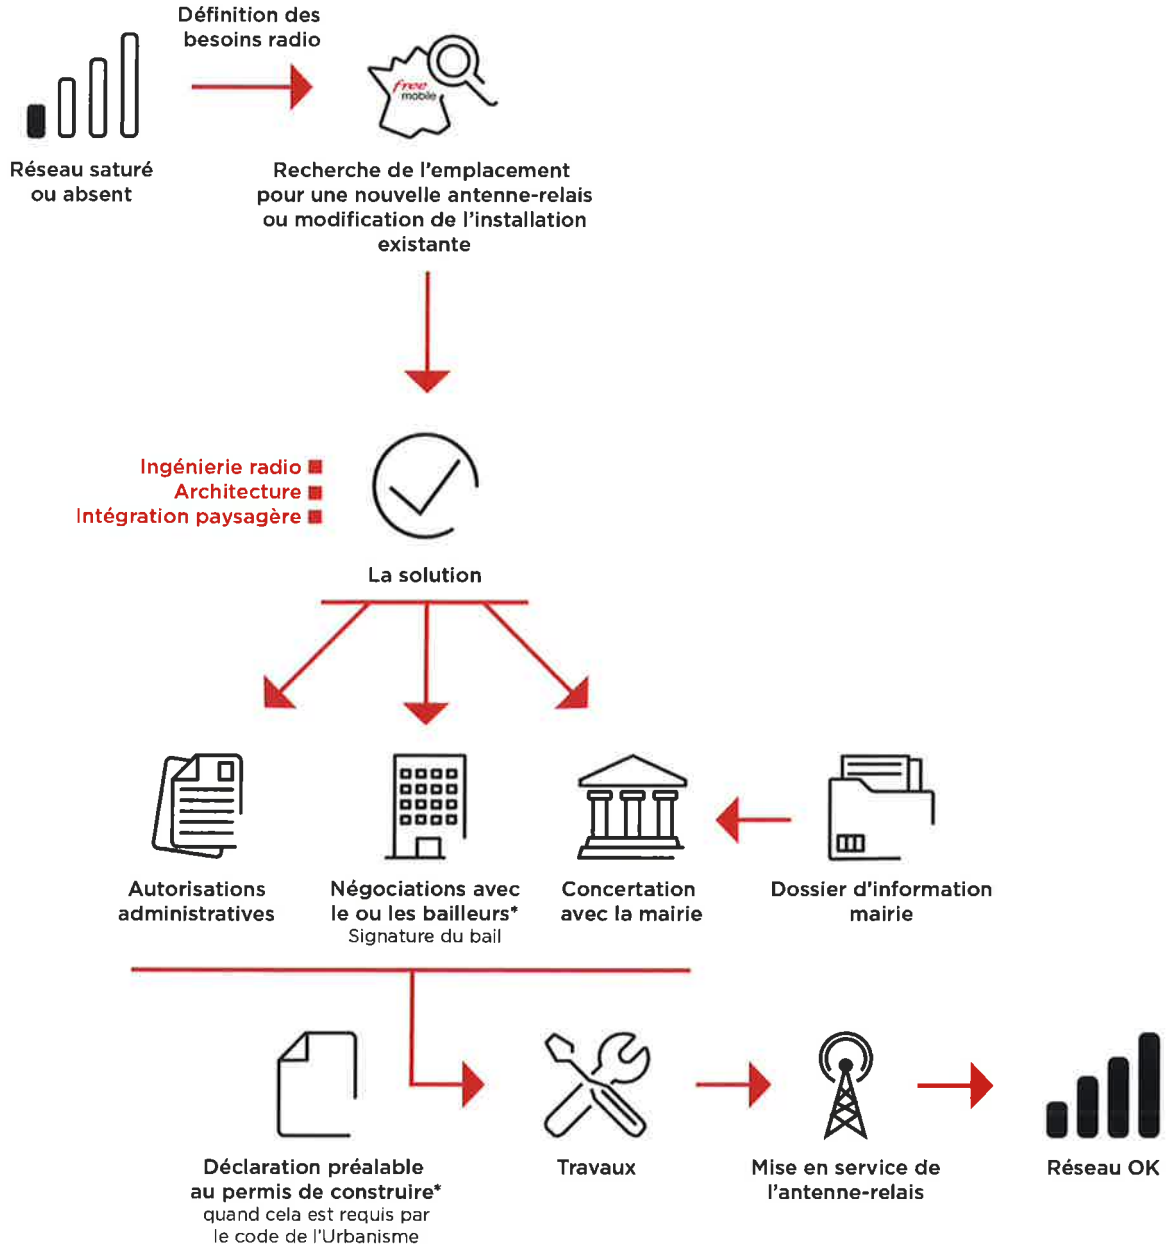 Définition des
besoins radio
free
mobile
Réseau saturé
ou absent
Recherche de l'emplacement
pour une nouvelle antenne-relais
ou modification de l'installation
existante
Ingénierie radio
Architecture
Intégration paysagère
La solution
Autorisations
administratives
Négociations avec
le ou les bailleurs*
Signature du bail
Concertation
avec la mairie
Dossier d'information
mairie
Déclaration préalable
au permis de construire*
quand cela est requis par
le code de l'Urbanisme
Travaux
Mise en service de
l'antenne-relais
Réseau OK